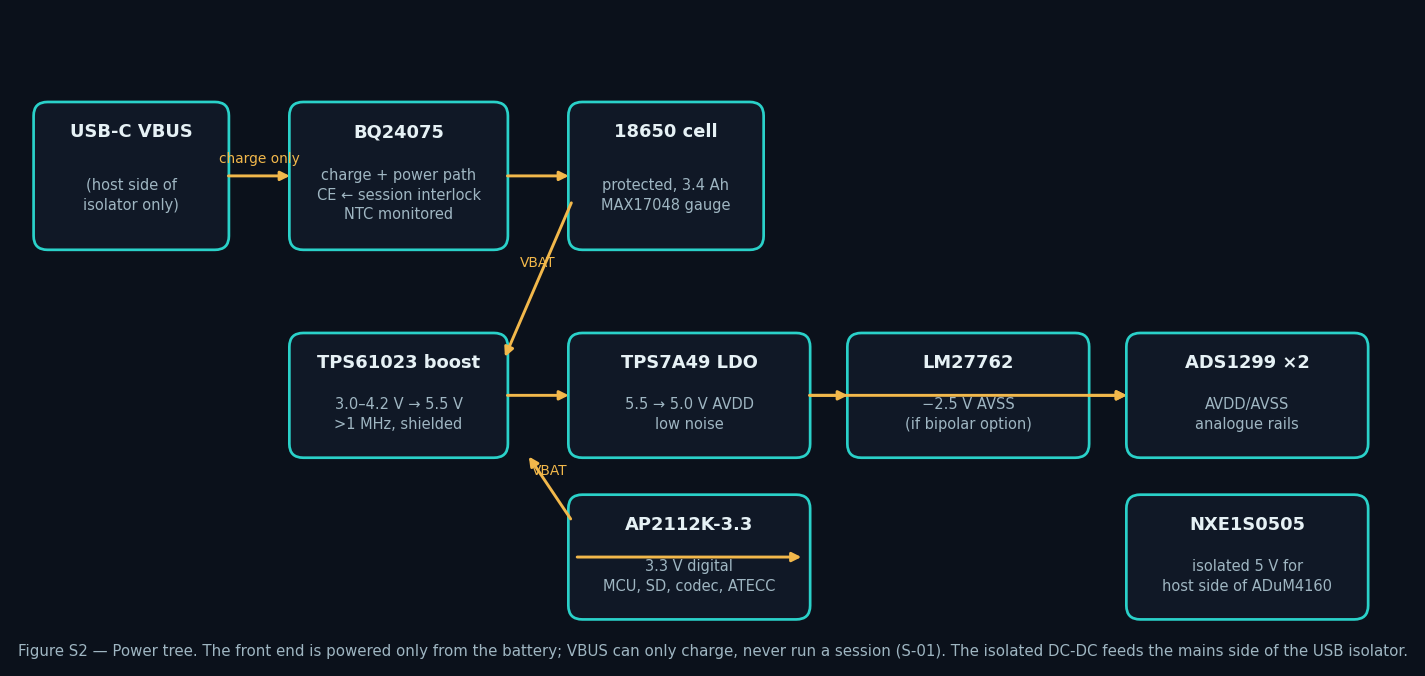 USB-C VBUS
(host side of
isolator only)
charge only
BQ24075
charge + power path
CE ← session interlock
NTC monitored
18650 cell
protected, 3.4 Ah
MAX17048 gauge
VBAT
TPS61023 boost
3.0–4.2 V → 5.5 V
>1 MHz, shielded
TPS7A49 LDO
5.5 → 5.0 V AVDD
low noise
LM27762
−2.5 V AVSS
(if bipolar option)
ADS1299 ×2
AVDD/AVSS
analogue rails
VBAT
AP2112K-3.3
3.3 V digital
MCU, SD, codec, ATECC
NXE1S0505
isolated 5 V for
host side of ADuM4160
Figure S2 — Power tree. The front end is powered only from the battery; VBUS can only charge, never run a session (S-01). The isolated DC-DC feeds the mains side of the USB isolator.